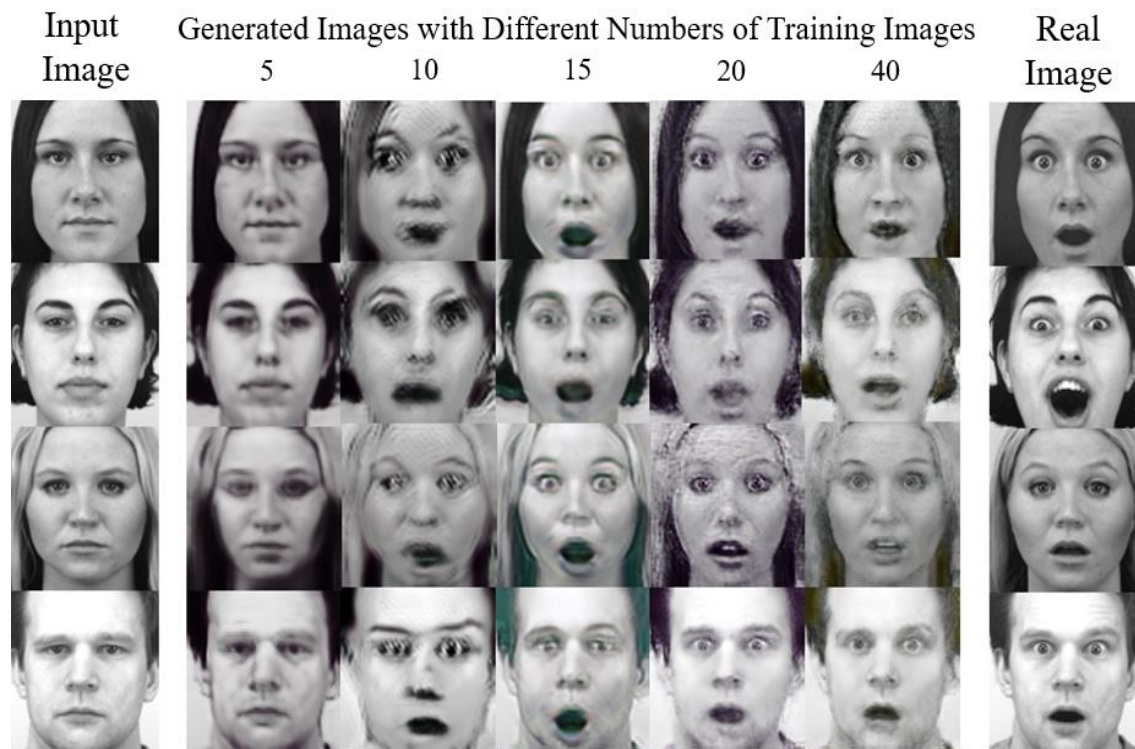 Input Image
Generated Images with Different Numbers of Training Images
5 10 15 20 40
Real Image